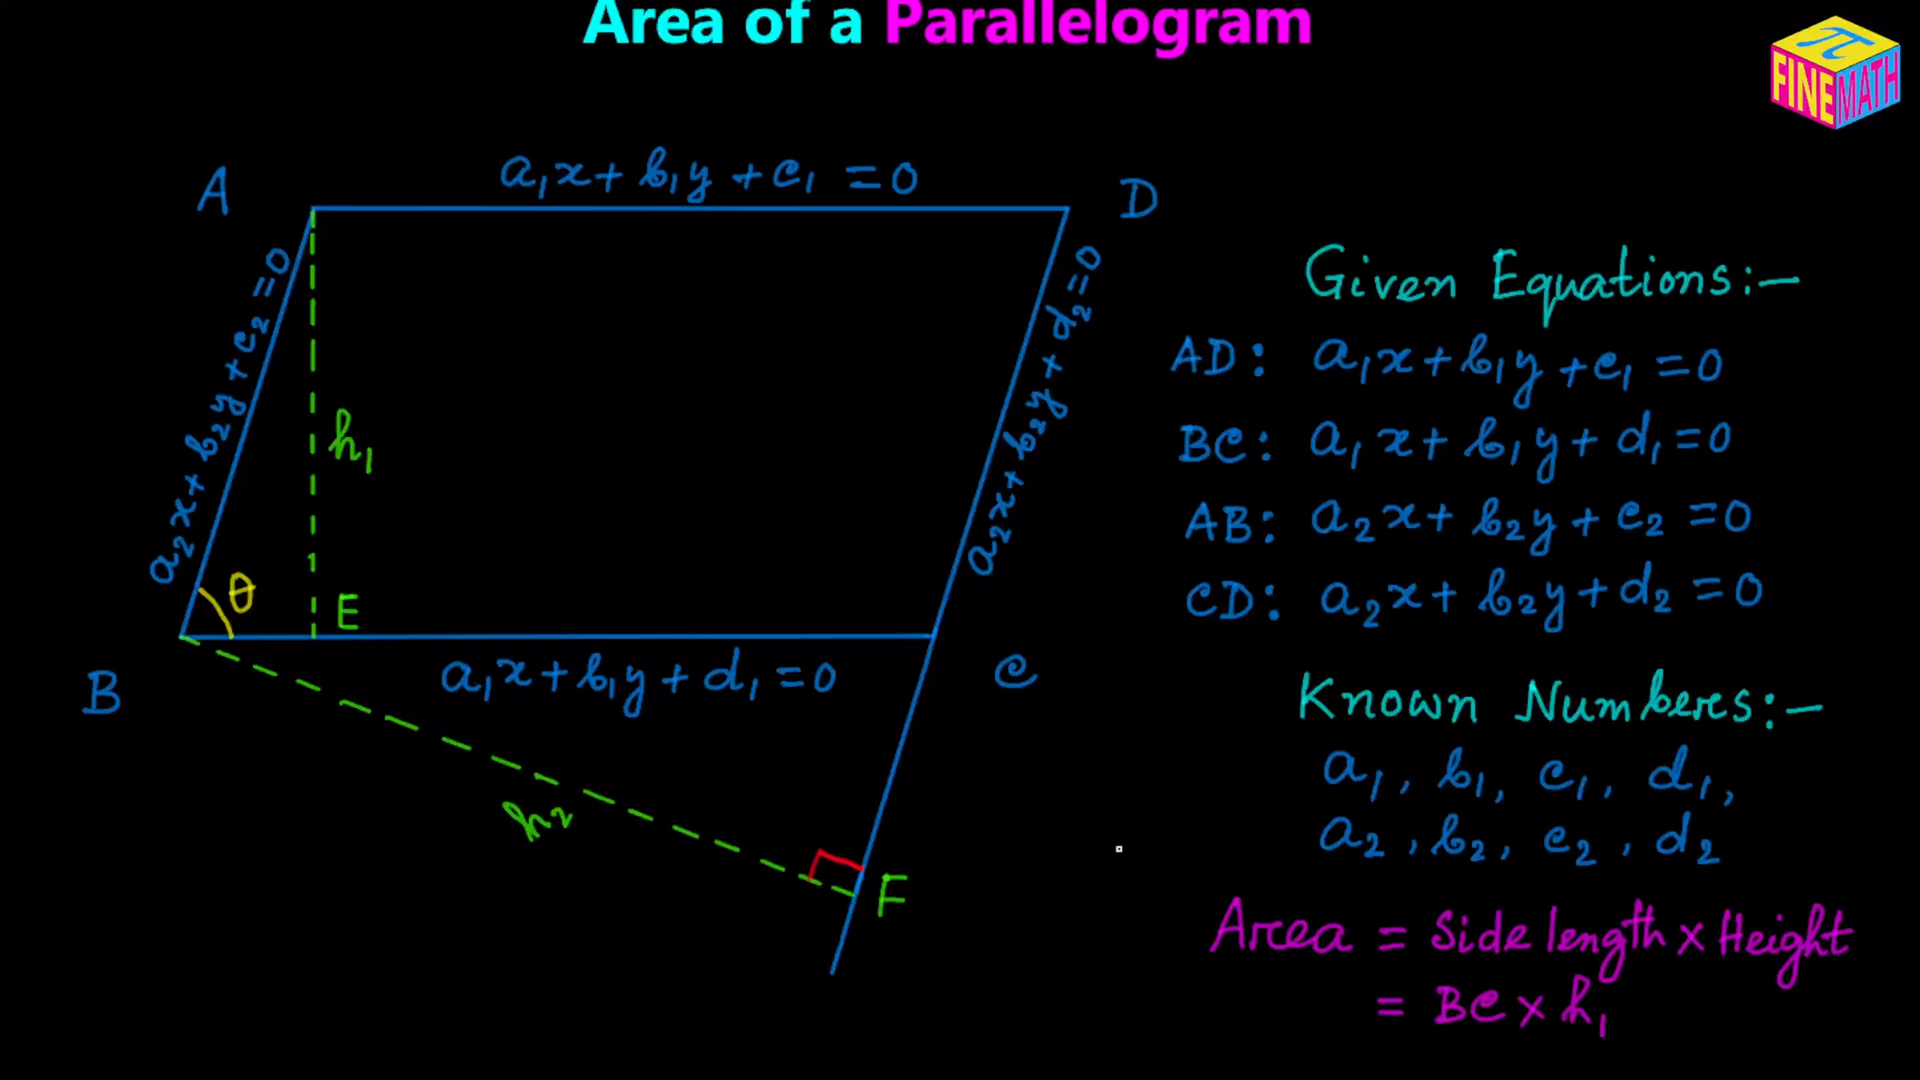 Area of a Parallelogram
π
FINE MATH
A
a₁x + b₁y + c₁ = 0
D
a₂x + b₂y + c₂ = 0
a₂x + b₂y + d₂ = 0
h₁
θ
E
B
a₁x + b₁y + d₁ = 0
C
h₂
F
Given Equations:-
AD: a₁x + b₁y + c₁ = 0
BC: a₁x + b₁y + d₁ = 0
AB: a₂x + b₂y + c₂ = 0
CD: a₂x + b₂y + d₂ = 0
Known Numbers:-
a₁, b₁, c₁, d₁,
a₂, b₂, c₂, d₂
Area = Side length × Height
= BC × h₁